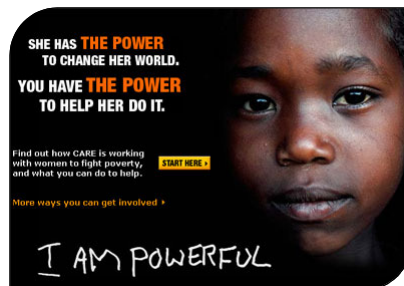 SHE HAS THE POWER
TO CHANGE HER WORLD.
YOU HAVE THE POWER
TO HELP HER DO IT.
Find out how CARE is working
with women to fight poverty,
and what you can do to help.
START HERE
More ways you can get involved
I AM POWERFUL